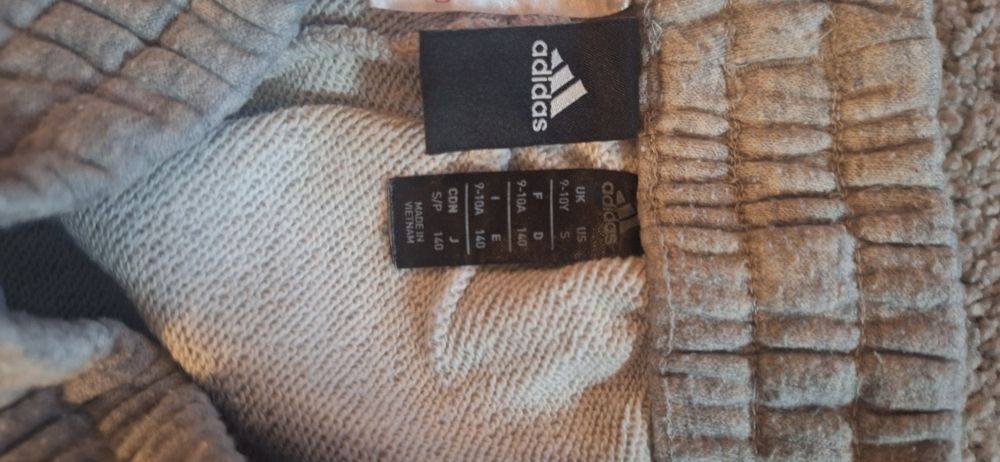 adidas
adidas
UK US
9-10Y S
F D
9-10A 140
I E
9-10A 140
CDN J
S/P 140
MADE IN
VIETNAM